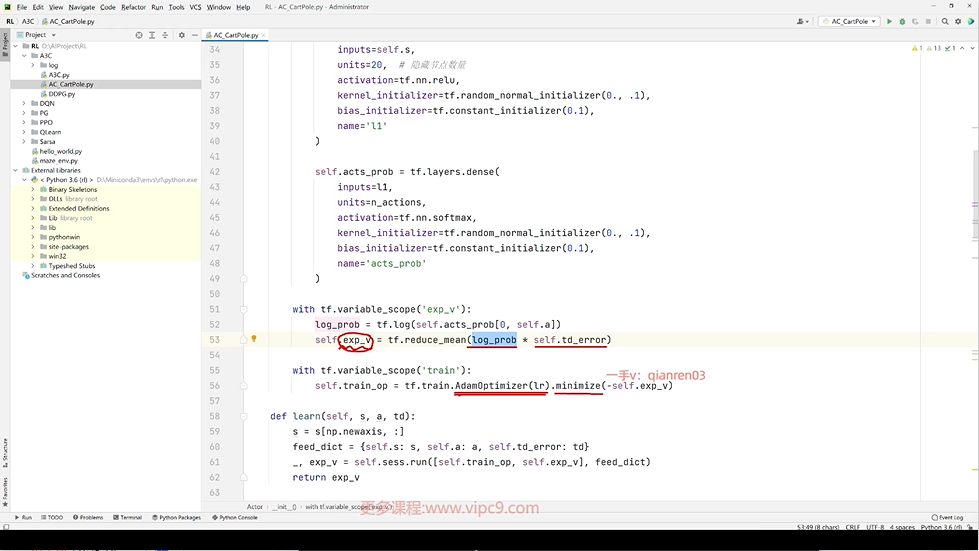 File Edit View Navigate Code Refactor Run Tools VCS Window Help RL - AC_CartPole.py - Administrator
RL A3C AC_CartPole.py
AC_CartPole
Project
AC_CartPole.py
RL D:\AIProject\RL
A3C
log
A3C.py
AC_CartPole.py
DDPG.py
DQN
PG
PPO
QLearn
Sarsa
hello_world.py
maze_env.py
External Libraries
< Python 3.6 (rl) > D:\Miniconda3\envs\rl\python.exe
Binary Skeletons
DLLs library root
Extended Definitions
Lib library root
lib
pythonwin
site-packages
win32
Typeshed Stubs
Scratches and Consoles
1 13 1
34 inputs=self.s,
35 units=20, # 隐藏节点数量
36 activation=tf.nn.relu,
37 kernel_initializer=tf.random_normal_initializer(0., .1),
38 bias_initializer=tf.constant_initializer(0.1),
39 name='l1'
40 )
41
42 self.acts_prob = tf.layers.dense(
43 inputs=l1,
44 units=n_actions,
45 activation=tf.nn.softmax,
46 kernel_initializer=tf.random_normal_initializer(0., .1),
47 bias_initializer=tf.constant_initializer(0.1),
48 name='acts_prob'
49 )
50
51 with tf.variable_scope('exp_v'):
52 log_prob = tf.log(self.acts_prob[0, self.a])
53 self.exp_v = tf.reduce_mean(log_prob * self.td_error)
54
55 with tf.variable_scope('train'):
一手v：qianren03
56 self.train_op = tf.train.AdamOptimizer(lr).minimize(-self.exp_v)
57
58 def learn(self, s, a, td):
59 s = s[np.newaxis, :]
60 feed_dict = {self.s: s, self.a: a, self.td_error: td}
61 _, exp_v = self.sess.run([self.train_op, self.exp_v], feed_dict)
62 return exp_v
63
Actor __init__() with tf.variable_scope('exp_v')
更多课程:www.vipc9.com
Project
Structure
Favorites
Run TODO Problems Terminal Python Packages Python Console Event Log
53:49 (8 chars) CRLF UTF-8 4 spaces Python 3.6 (rl)